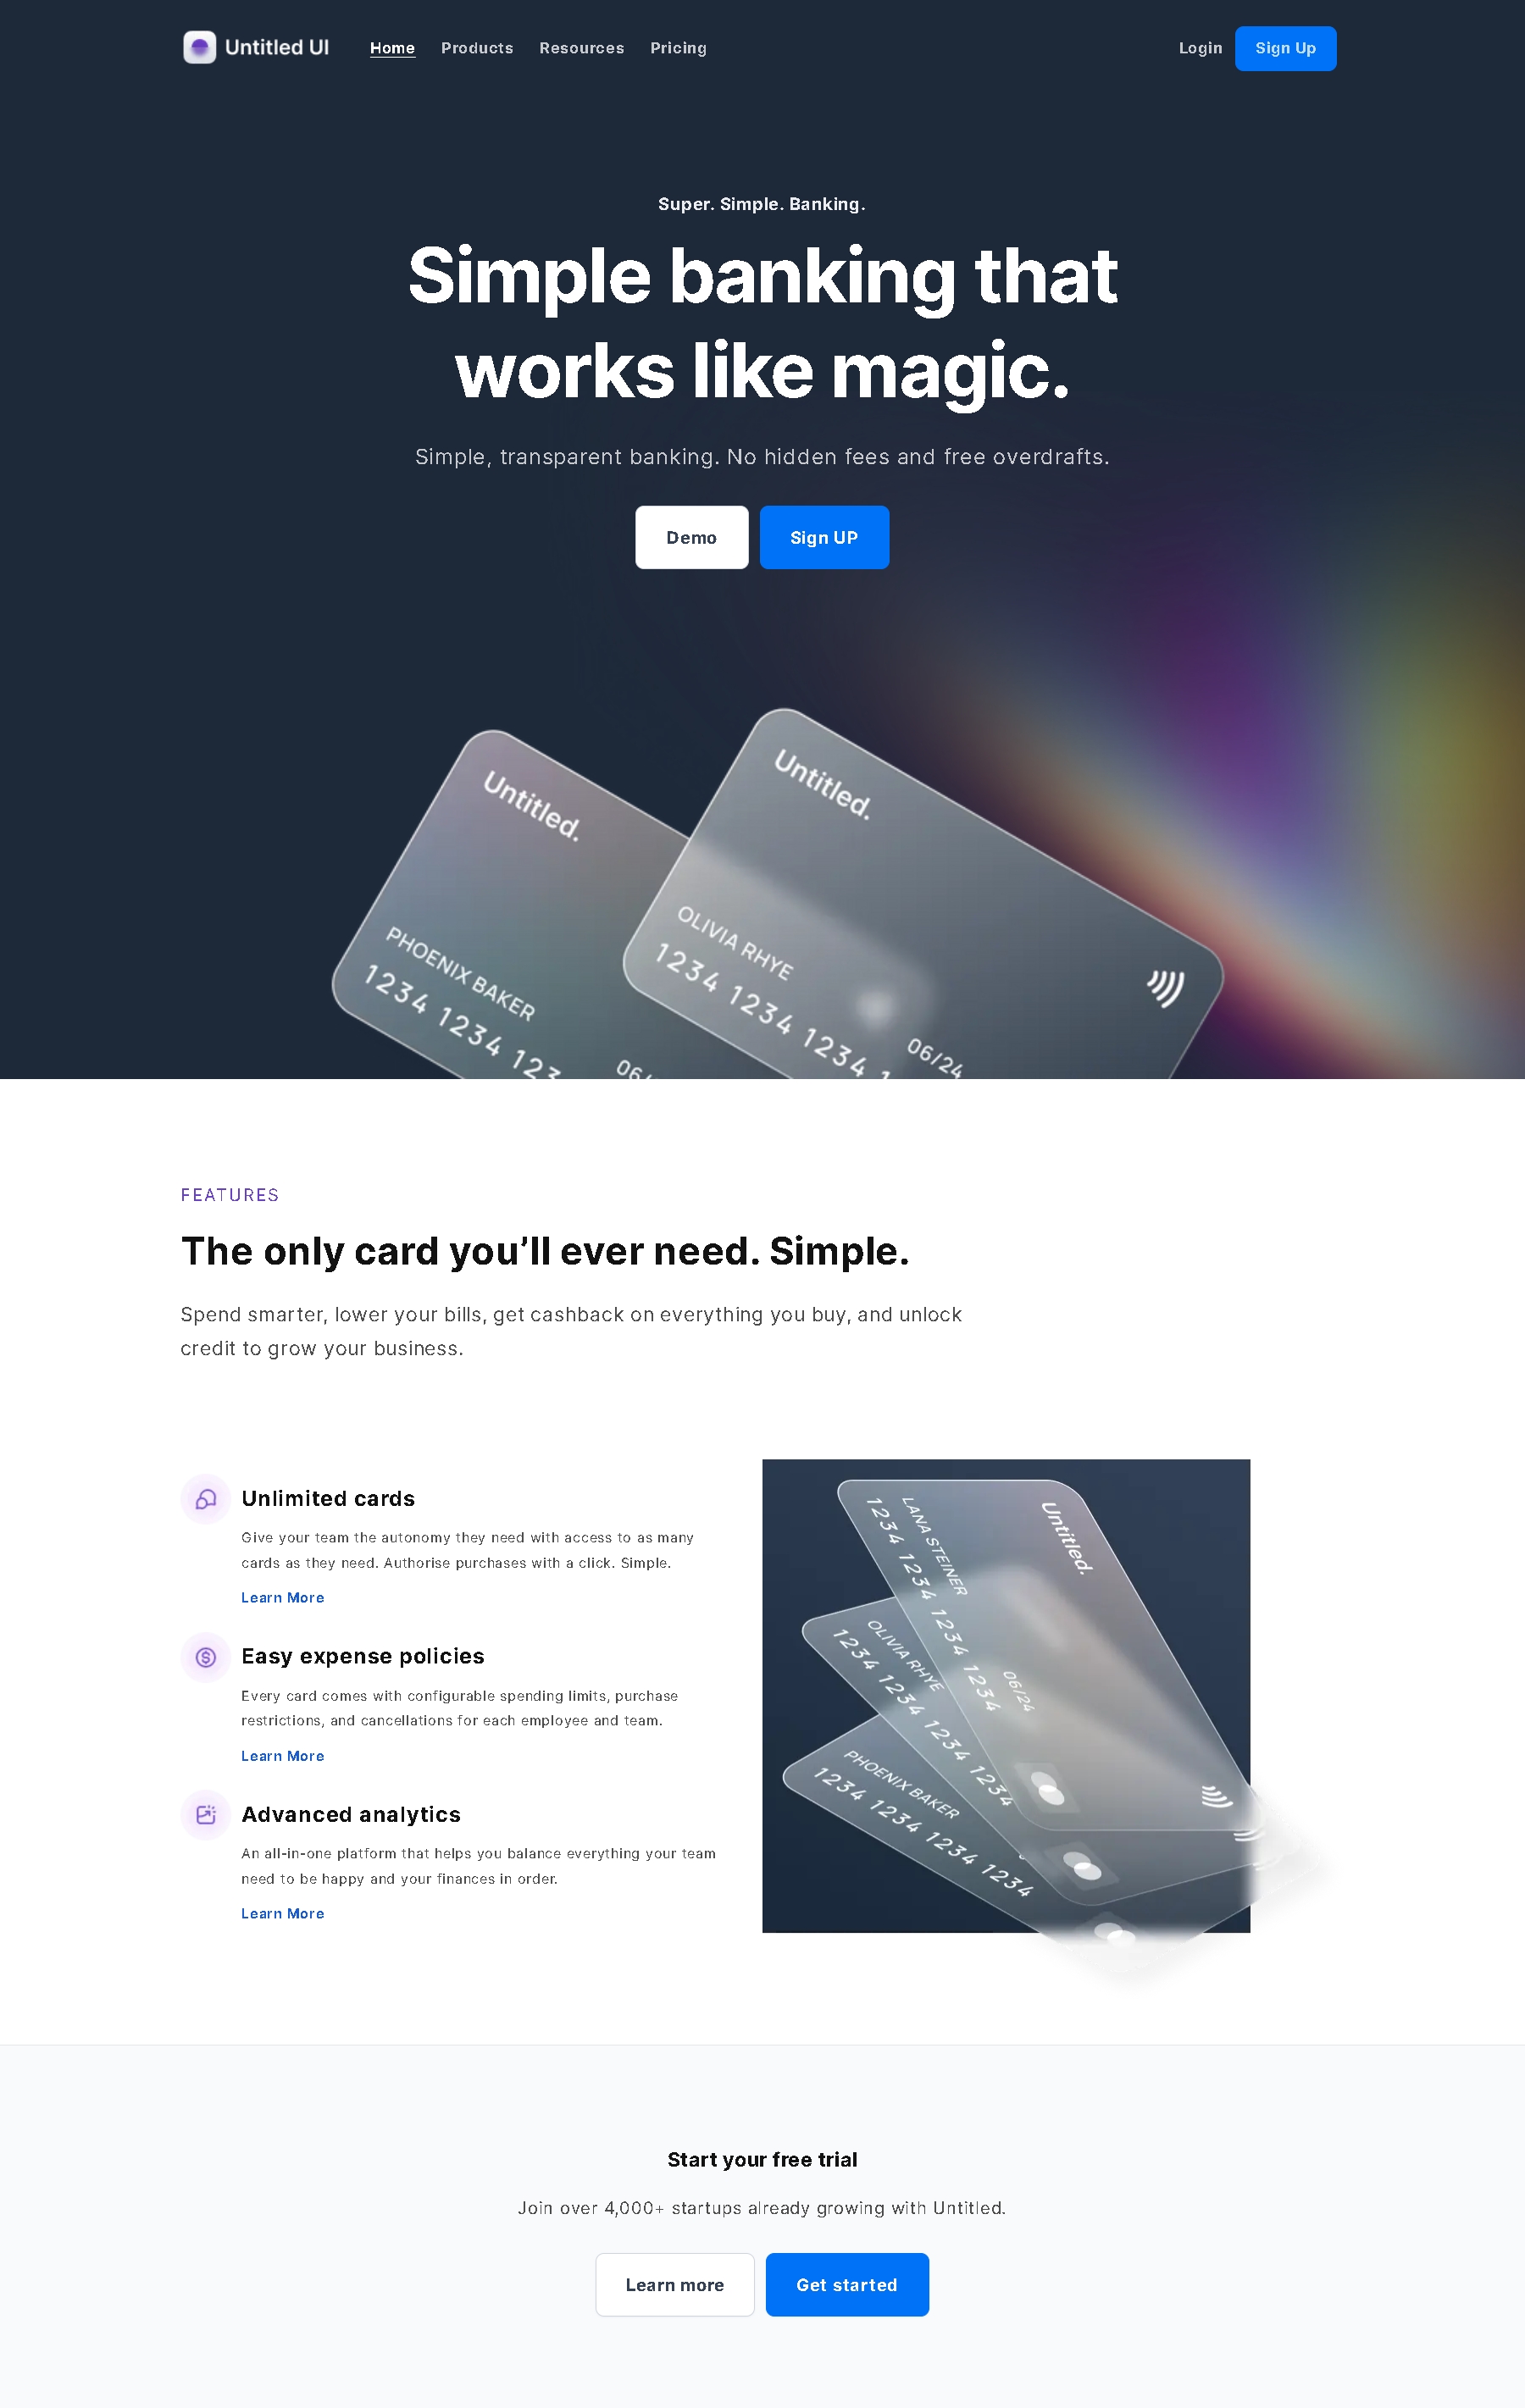 Untitled UI
Home
Products
Resources
Pricing
Login
Sign Up
Super. Simple. Banking.
Simple banking that
works like magic.
Simple, transparent banking. No hidden fees and free overdrafts.
Demo
Sign UP
Untitled.
PHOENIX BAKER
1234 1234 123
06/
Untitled.
OLIVIA RHYE
1234 1234 1234 1
06/24
FEATURES
The only card you’ll ever need. Simple.
Spend smarter, lower your bills, get cashback on everything you buy, and unlock
credit to grow your business.
Unlimited cards
Give your team the autonomy they need with access to as many
cards as they need. Authorise purchases with a click. Simple.
Learn More
Easy expense policies
Every card comes with configurable spending limits, purchase
restrictions, and cancellations for each employee and team.
Learn More
Advanced analytics
An all-in-one platform that helps you balance everything your team
need to be happy and your finances in order.
Learn More
Untitled.
LANA STEINER
1234 1234 1234 1234
06/24
OLIVIA RHYE
1234 1234 1234 1234
PHOENIX BAKER
1234 1234 1234 1234
Start your free trial
Join over 4,000+ startups already growing with Untitled.
Learn more
Get started